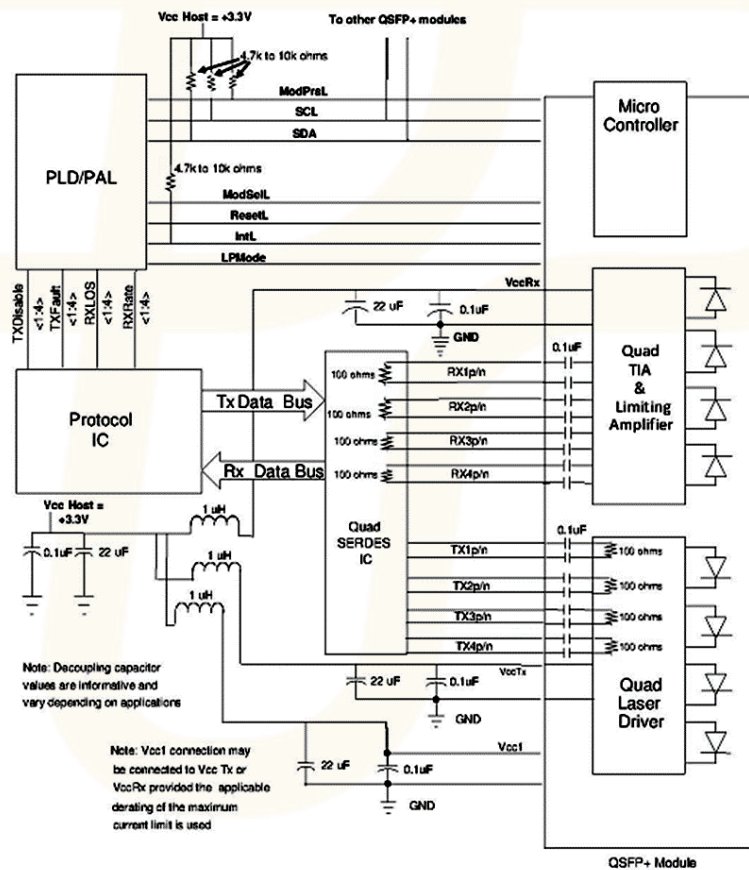 Vcc Host = +3.3V
To other QSFP+ modules
4.7k to 10k ohms
ModPrsL
SCL
SDA
Micro
Controller
PLD/PAL
4.7k to 10k ohms
ModSelL
ResetL
IntL
LPMode
TXDisable
<1:4>
TXFault
<1:4>
RXLOS
<1:4>
RXRate
<1:4>
VccRx
22 uF
0.1uF
GND
0.1uF
Quad
TIA
&
Limiting
Amplifier
100 ohms
RX1p/n
100 ohms
RX2p/n
100 ohms
RX3p/n
100 ohms
RX4p/n
Protocol
IC
Tx Data Bus
Rx Data Bus
Vcc Host =
+3.3V
0.1uF
22 uF
1 uH
1 uH
1 uH
Quad
SERDES
IC
0.1uF
TX1p/n
100 ohms
TX2p/n
100 ohms
TX3p/n
100 ohms
TX4p/n
100 ohms
Quad
Laser
Driver
VccTx
22 uF
0.1uF
GND
Note: Decoupling capacitor
values are informative and
vary depending on applications
Vcc1
Note: Vcc1 connection may
be connected to Vcc Tx or
VccRx provided the applicable
derating of the maximum
current limit is used
22 uF
0.1uF
GND
QSFP+ Module